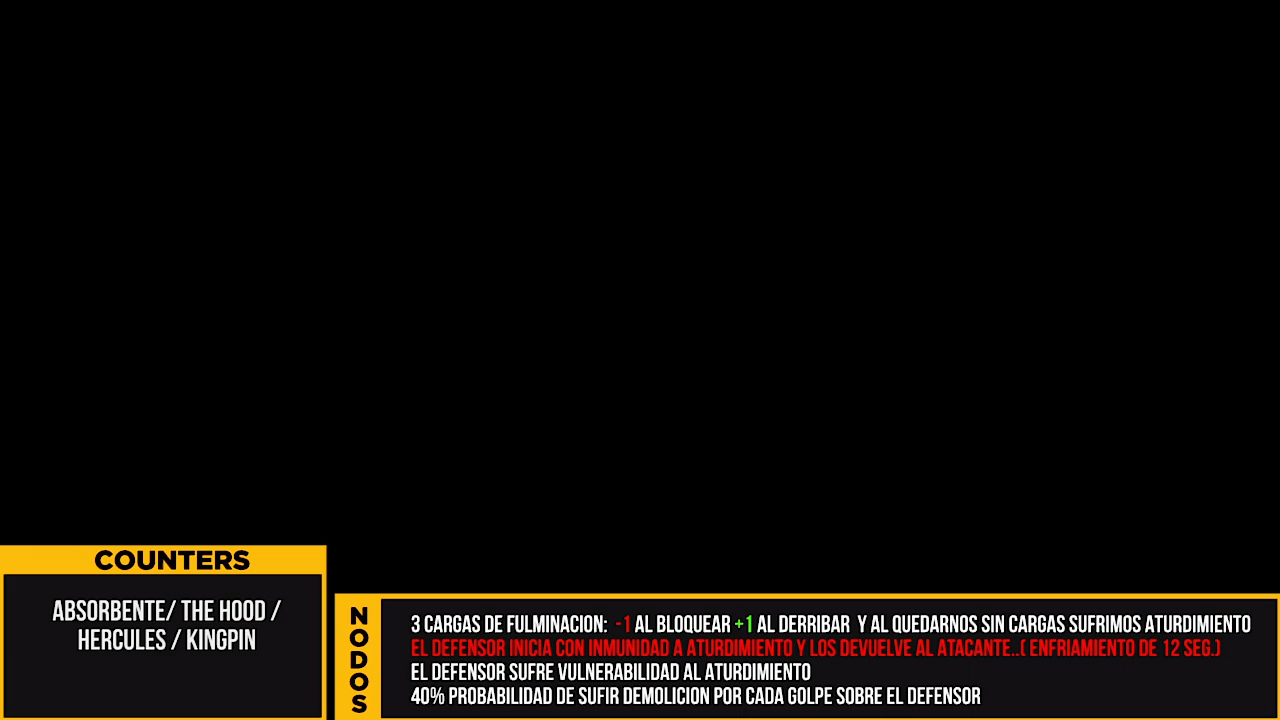 COUNTERS
ABSORBENTE/ THE HOOD /
HERCULES / KINGPIN
NODOS
3 CARGAS DE FULMINACION: -1 AL BLOQUEAR +1 AL DERRIBAR Y AL QUEDARNOS SIN CARGAS SUFRIMOS ATURDIMIENTO
EL DEFENSOR INICIA CON INMUNIDAD A ATURDIMIENTO Y LOS DEVUELVE AL ATACANTE..( ENFRIAMIENTO DE 12 SEG.)
EL DEFENSOR SUFRE VULNERABILIDAD AL ATURDIMIENTO
40% PROBABILIDAD DE SUFIR DEMOLICION POR CADA GOLPE SOBRE EL DEFENSOR